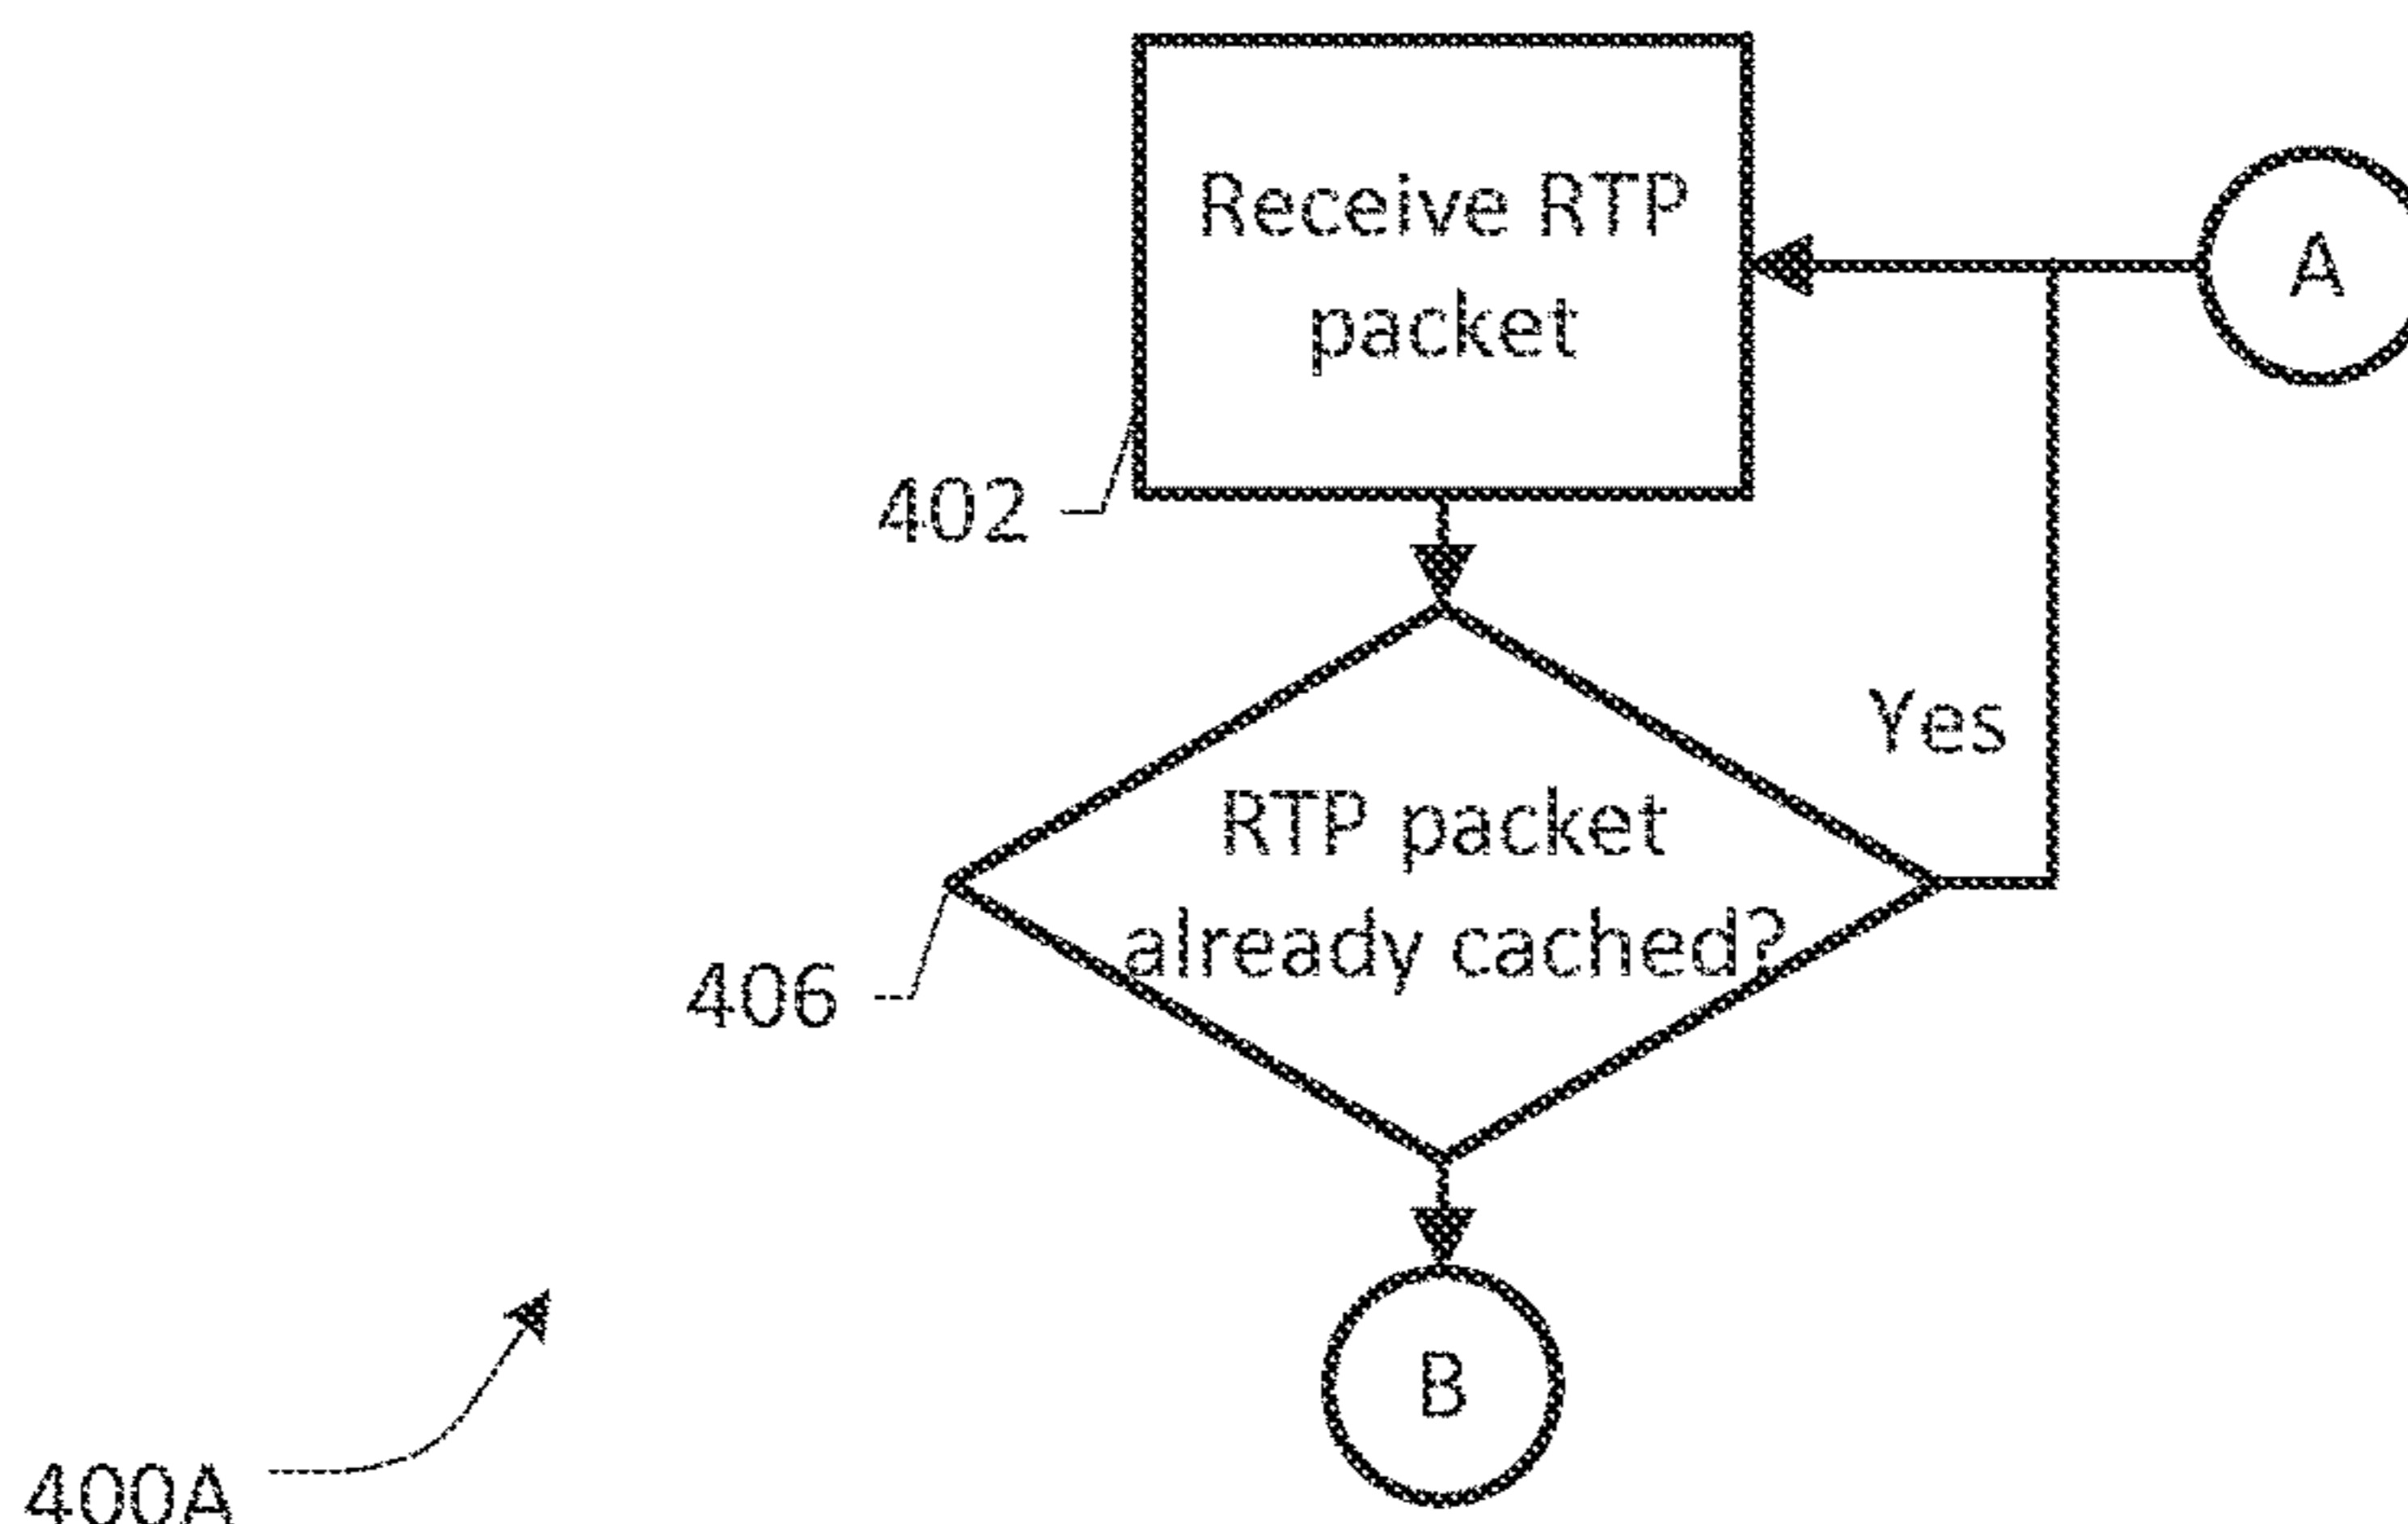 Receive RTP
packet
A
402
Yes
RTP packet
already cached?
406
B
400A